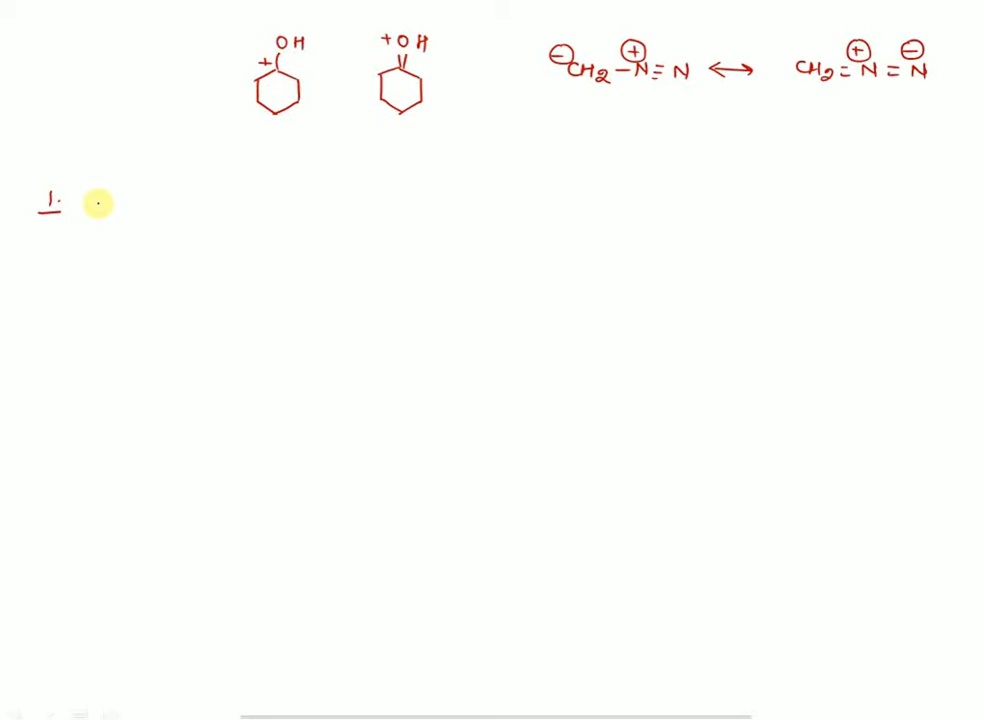 OH +OH ⊖CH2-N⊕≡N ↔ CH2=N⊕=N⊖
+
1.